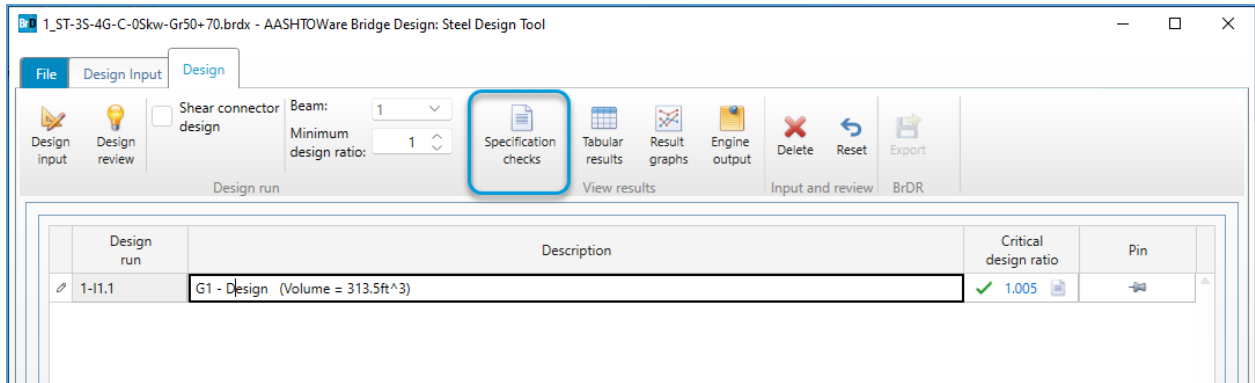 BrD 1_ST-3S-4G-C-0Skw-Gr50+70.brdx - AASHTOWare Bridge Design: Steel Design Tool
File Design Input Design
Design input
Design review
Shear connector design
Beam: 1
Minimum design ratio: 1
Specification checks
Tabular results
Result graphs
Engine output
Delete
Reset
Export
Design run View results Input and review BrDR
Design run Description Critical design ratio Pin
1-I1.1 G1 - Design (Volume = 313.5ft^3) 1.005